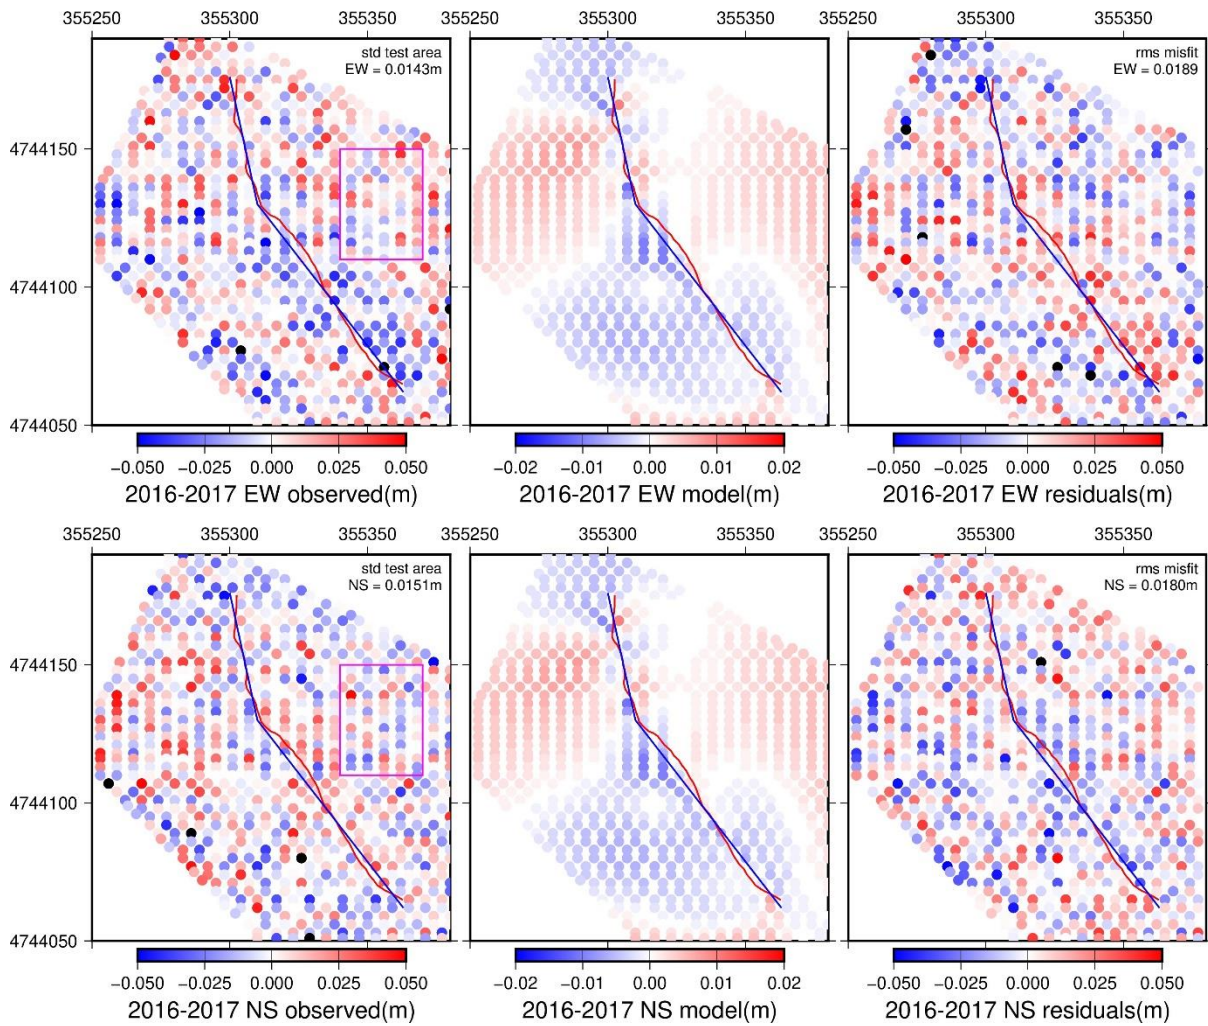 355250 355300 355350 355300 355350 355300 355350
std test area
EW = 0.0143m
rms misfit
EW = 0.0189
4744150
4744100
4744050
−0.050 −0.025 0.000 0.025 0.050 −0.02 −0.01 0.00 0.01 0.02 −0.050 −0.025 0.000 0.025 0.050
2016-2017 EW observed(m) 2016-2017 EW model(m) 2016-2017 EW residuals(m)
355250 355300 355350 355300 355350 355300 355350
std test area
NS = 0.0151m
rms misfit
NS = 0.0180m
4744150
4744100
4744050
−0.050 −0.025 0.000 0.025 0.050 −0.02 −0.01 0.00 0.01 0.02 −0.050 −0.025 0.000 0.025 0.050
2016-2017 NS observed(m) 2016-2017 NS model(m) 2016-2017 NS residuals(m)